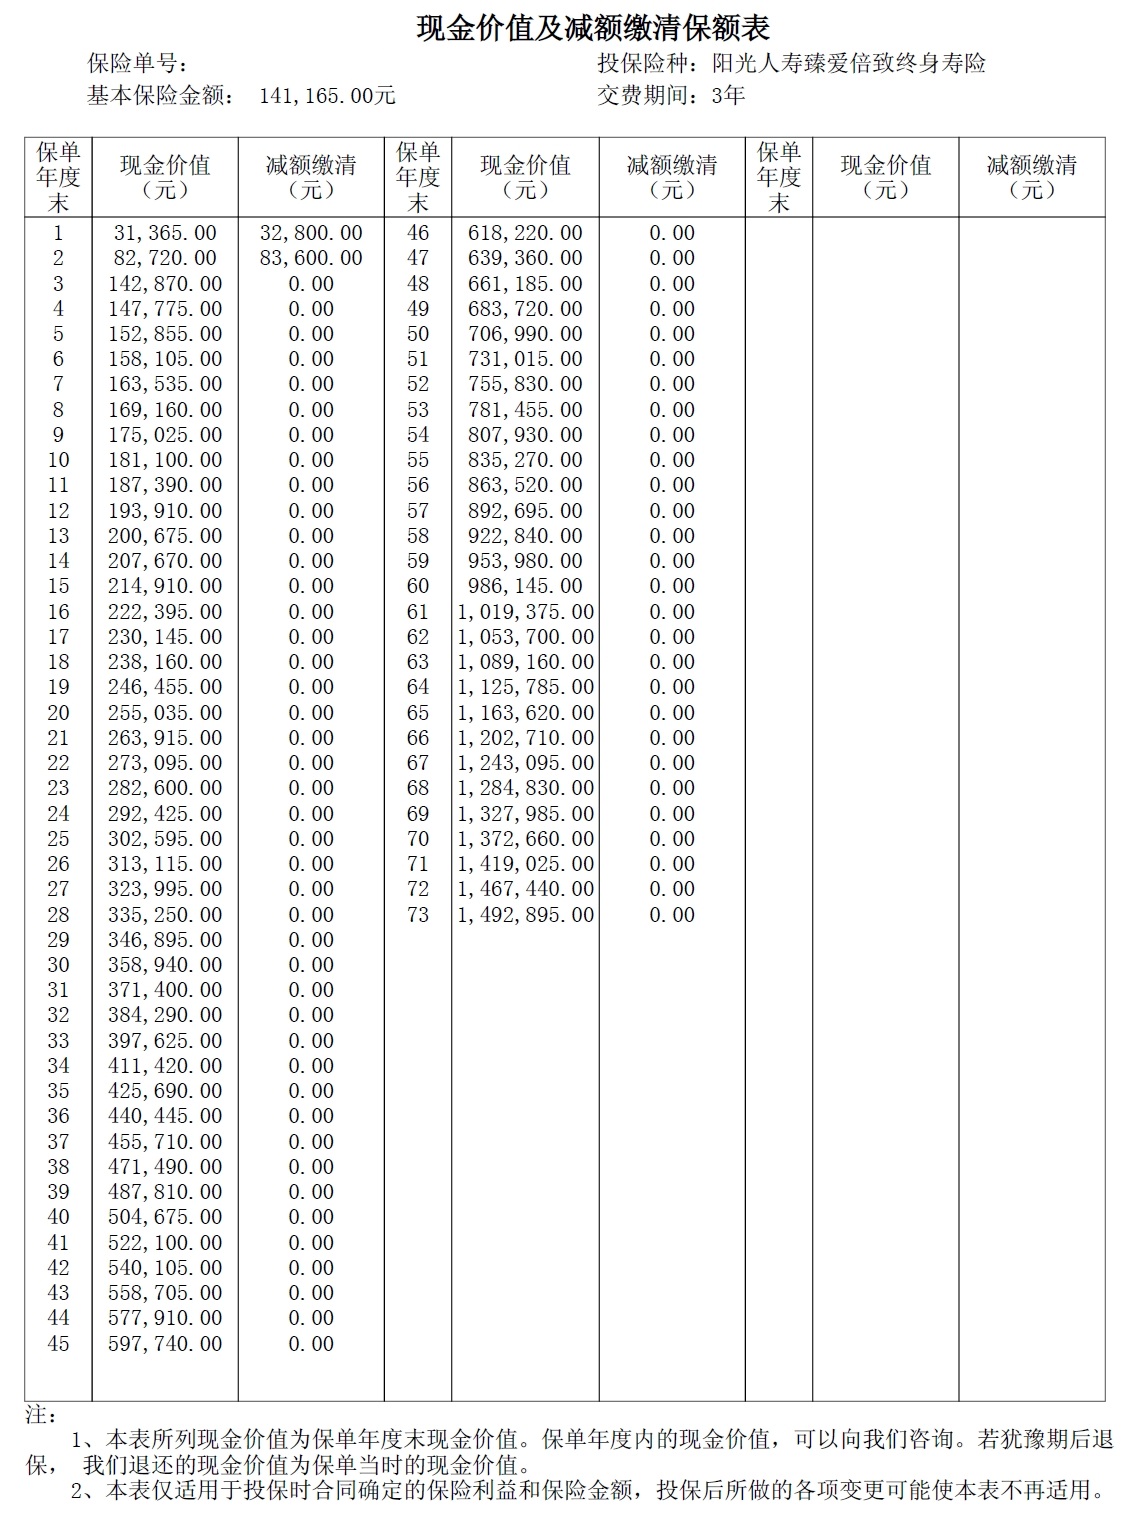 现金价值及减额缴清保额表
保险单号： 投保险种：阳光人寿臻爱倍致终身寿险
基本保险金额： 141,165.00元 交费期间：3年
保单年度末 现金价值（元） 减额缴清（元） 保单年度末 现金价值（元） 减额缴清（元） 保单年度末 现金价值（元） 减额缴清（元）
1 31,365.00 32,800.00 46 618,220.00 0.00
2 82,720.00 83,600.00 47 639,360.00 0.00
3 142,870.00 0.00 48 661,185.00 0.00
4 147,775.00 0.00 49 683,720.00 0.00
5 152,855.00 0.00 50 706,990.00 0.00
6 158,105.00 0.00 51 731,015.00 0.00
7 163,535.00 0.00 52 755,830.00 0.00
8 169,160.00 0.00 53 781,455.00 0.00
9 175,025.00 0.00 54 807,930.00 0.00
10 181,100.00 0.00 55 835,270.00 0.00
11 187,390.00 0.00 56 863,520.00 0.00
12 193,910.00 0.00 57 892,695.00 0.00
13 200,675.00 0.00 58 922,840.00 0.00
14 207,670.00 0.00 59 953,980.00 0.00
15 214,910.00 0.00 60 986,145.00 0.00
16 222,395.00 0.00 61 1,019,375.00 0.00
17 230,145.00 0.00 62 1,053,700.00 0.00
18 238,160.00 0.00 63 1,089,160.00 0.00
19 246,455.00 0.00 64 1,125,785.00 0.00
20 255,035.00 0.00 65 1,163,620.00 0.00
21 263,915.00 0.00 66 1,202,710.00 0.00
22 273,095.00 0.00 67 1,243,095.00 0.00
23 282,600.00 0.00 68 1,284,830.00 0.00
24 292,425.00 0.00 69 1,327,985.00 0.00
25 302,595.00 0.00 70 1,372,660.00 0.00
26 313,115.00 0.00 71 1,419,025.00 0.00
27 323,995.00 0.00 72 1,467,440.00 0.00
28 335,250.00 0.00 73 1,492,895.00 0.00
29 346,895.00 0.00
30 358,940.00 0.00
31 371,400.00 0.00
32 384,290.00 0.00
33 397,625.00 0.00
34 411,420.00 0.00
35 425,690.00 0.00
36 440,445.00 0.00
37 455,710.00 0.00
38 471,490.00 0.00
39 487,810.00 0.00
40 504,675.00 0.00
41 522,100.00 0.00
42 540,105.00 0.00
43 558,705.00 0.00
44 577,910.00 0.00
45 597,740.00 0.00
注：
1、本表所列现金价值为保单年度末现金价值。保单年度内的现金价值，可以向我们咨询。若犹豫期后退
保， 我们退还的现金价值为保单当时的现金价值。
2、本表仅适用于投保时合同确定的保险利益和保险金额，投保后所做的各项变更可能使本表不再适用。